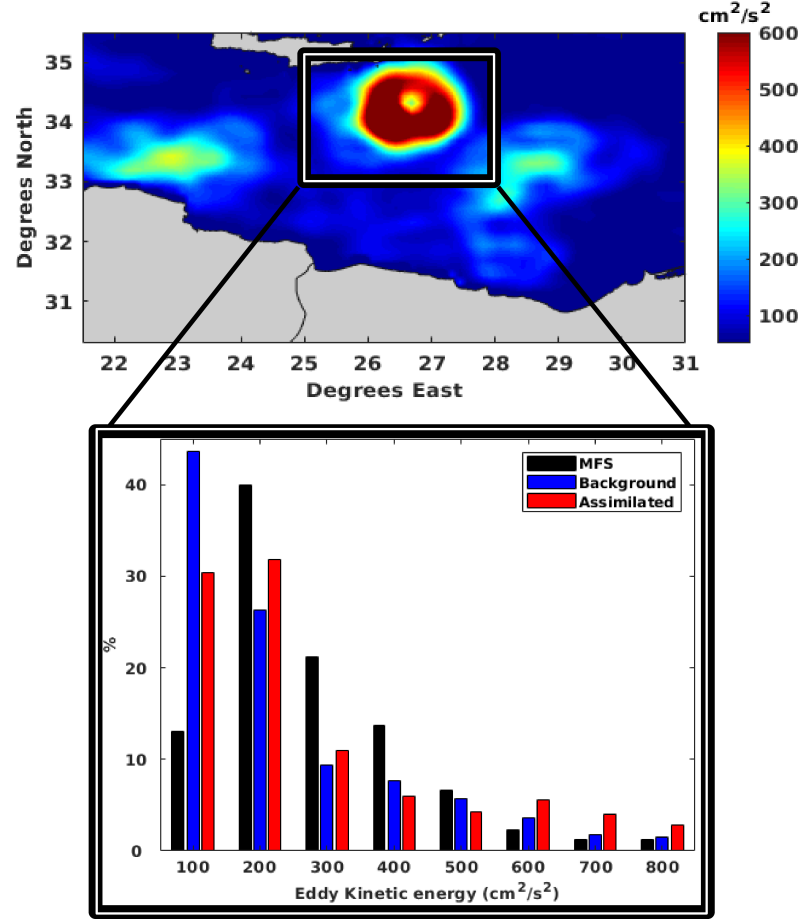 cm²/s²
35
34
33
32
31
Degrees North
600
500
400
300
200
100
22 23 24 25 26 27 28 29 30 31
Degrees East
MFS
Background
Assimilated
40
30
20
10
0
%
100 200 300 400 500 600 700 800
Eddy Kinetic energy (cm²/s²)